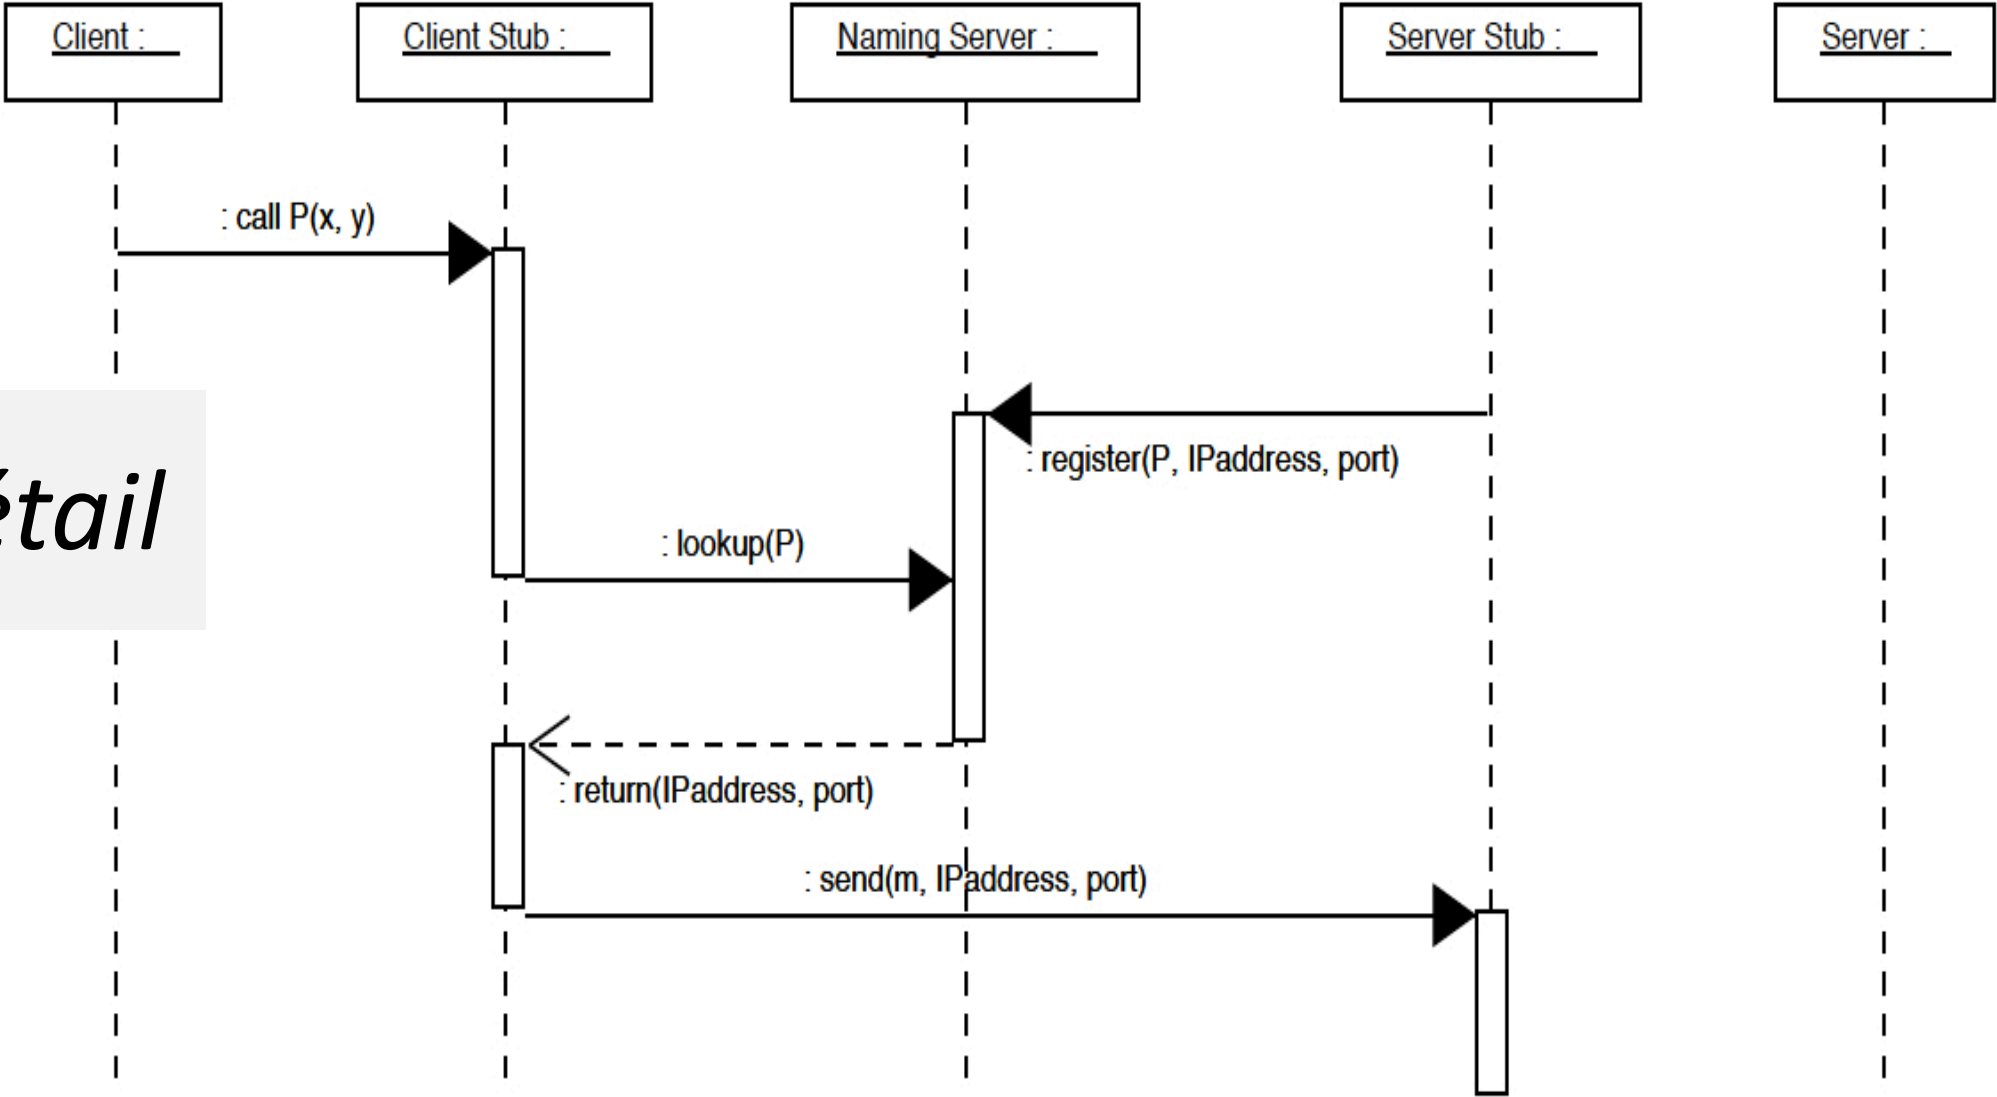 Client :
Client Stub :
Naming Server :
Server Stub :
Server :
: call P(x, y)
: register(P, IPaddress, port)
étail
: lookup(P)
: return(IPaddress, port)
: send(m, IPaddress, port)